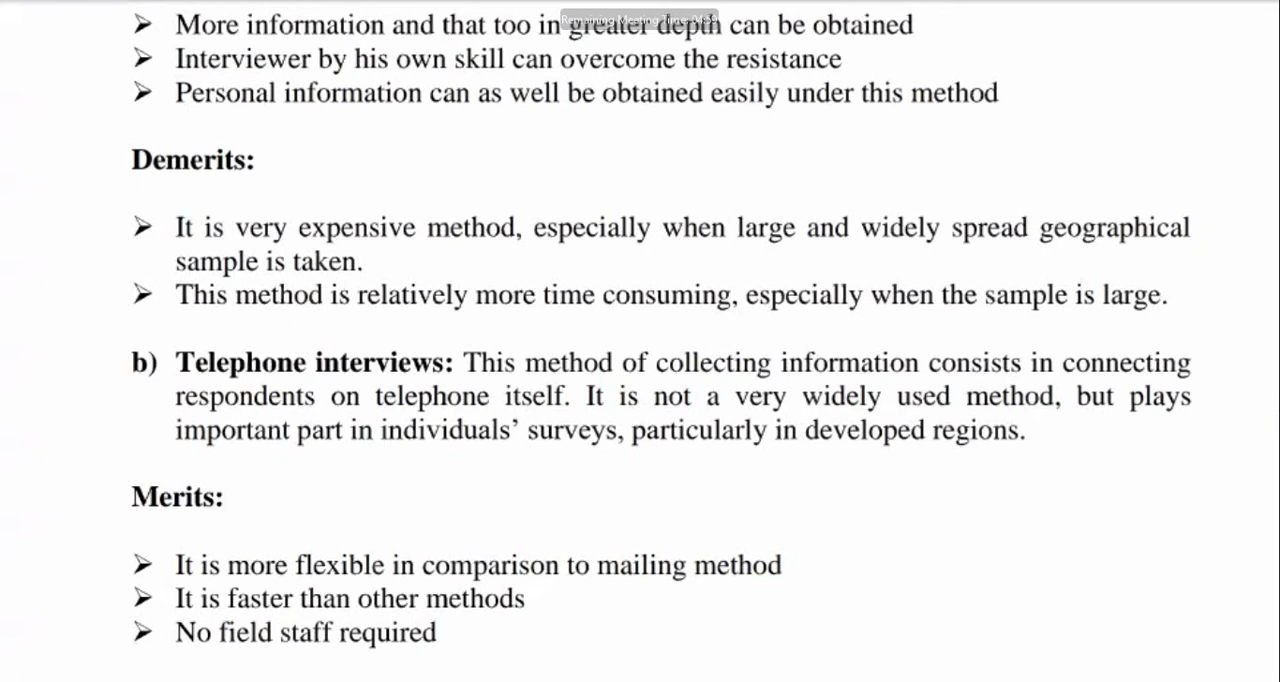 Remaining Meeting Time: 04:59
➢ More information and that too in greater depth can be obtained
➢ Interviewer by his own skill can overcome the resistance
➢ Personal information can as well be obtained easily under this method
Demerits:
➢ It is very expensive method, especially when large and widely spread geographical
sample is taken.
➢ This method is relatively more time consuming, especially when the sample is large.
b) Telephone interviews: This method of collecting information consists in connecting
respondents on telephone itself. It is not a very widely used method, but plays
important part in individuals’ surveys, particularly in developed regions.
Merits:
➢ It is more flexible in comparison to mailing method
➢ It is faster than other methods
➢ No field staff required